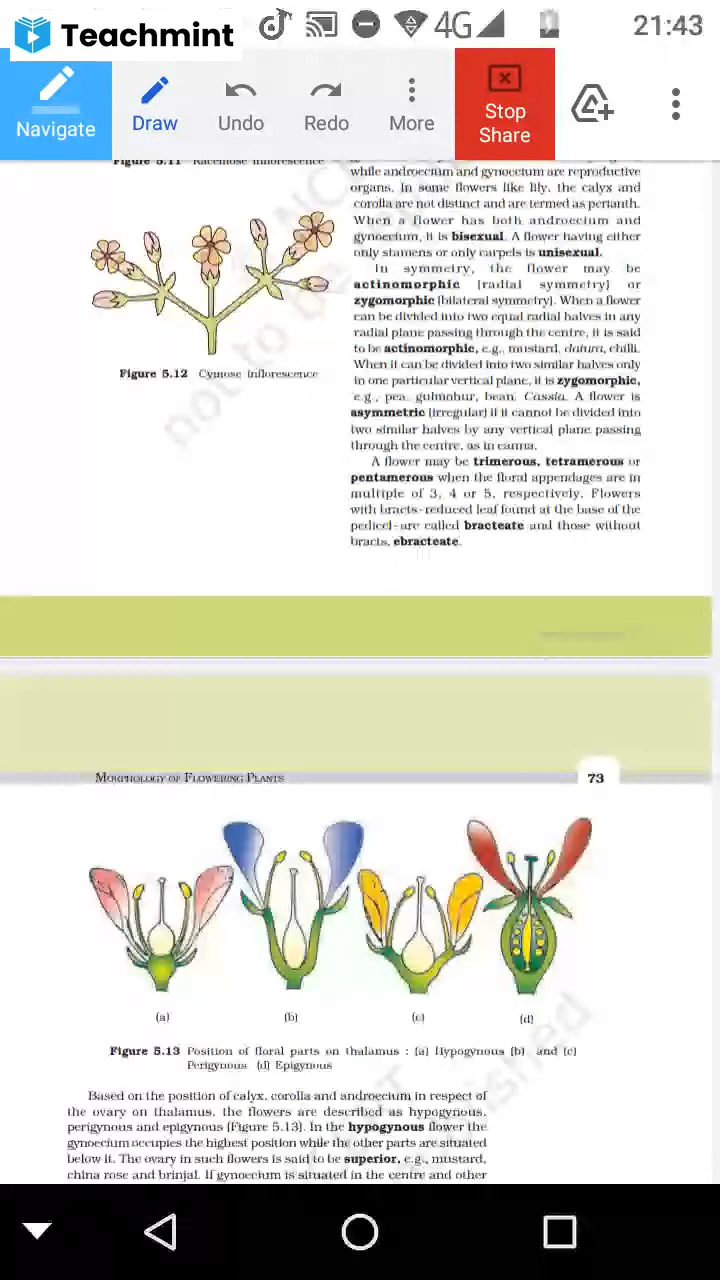 Teachmint
4G
21:43
Navigate
Draw
Undo
Redo
More
Stop
Share
Figure 5.11 Racemose inflorescence
while androecium and gynoecium are reproductive
organs. In some flowers like lily, the calyx and
corolla are not distinct and are termed as perianth.
When a flower has both androecium and
gynoecium, it is bisexual. A flower having either
only stamens or only carpels is unisexual.
In symmetry, the flower may be
actinomorphic (radial symmetry) or
zygomorphic (bilateral symmetry). When a flower
can be divided into two equal radial halves in any
radial plane passing through the centre, it is said
to be actinomorphic, e.g., mustard, datura, chilli.
When it can be divided into two similar halves only
in one particular vertical plane, it is zygomorphic,
e.g., pea, gulmohur, bean, Cassia. A flower is
asymmetric (irregular) if it cannot be divided into
two similar halves by any vertical plane passing
through the centre, as in canna.
A flower may be trimerous, tetramerous or
pentamerous when the floral appendages are in
multiple of 3, 4 or 5, respectively. Flowers
with bracts-reduced leaf found at the base of the
pedicel-are called bracteate and those without
bracts, ebracteate.
Figure 5.12 Cymose inflorescence
not to be
MORPHOLOGY OF FLOWERING PLANTS
73
(a)
(b)
(c)
(d)
Figure 5.13 Position of floral parts on thalamus : (a) Hypogynous (b) and (c)
Perigynous (d) Epigynous
Based on the position of calyx, corolla and androecium in respect of
the ovary on thalamus, the flowers are described as hypogynous,
perigynous and epigynous (Figure 5.13). In the hypogynous flower the
gynoecium occupies the highest position while the other parts are situated
below it. The ovary in such flowers is said to be superior, e.g., mustard,
china rose and brinjal. If gynoecium is situated in the centre and other